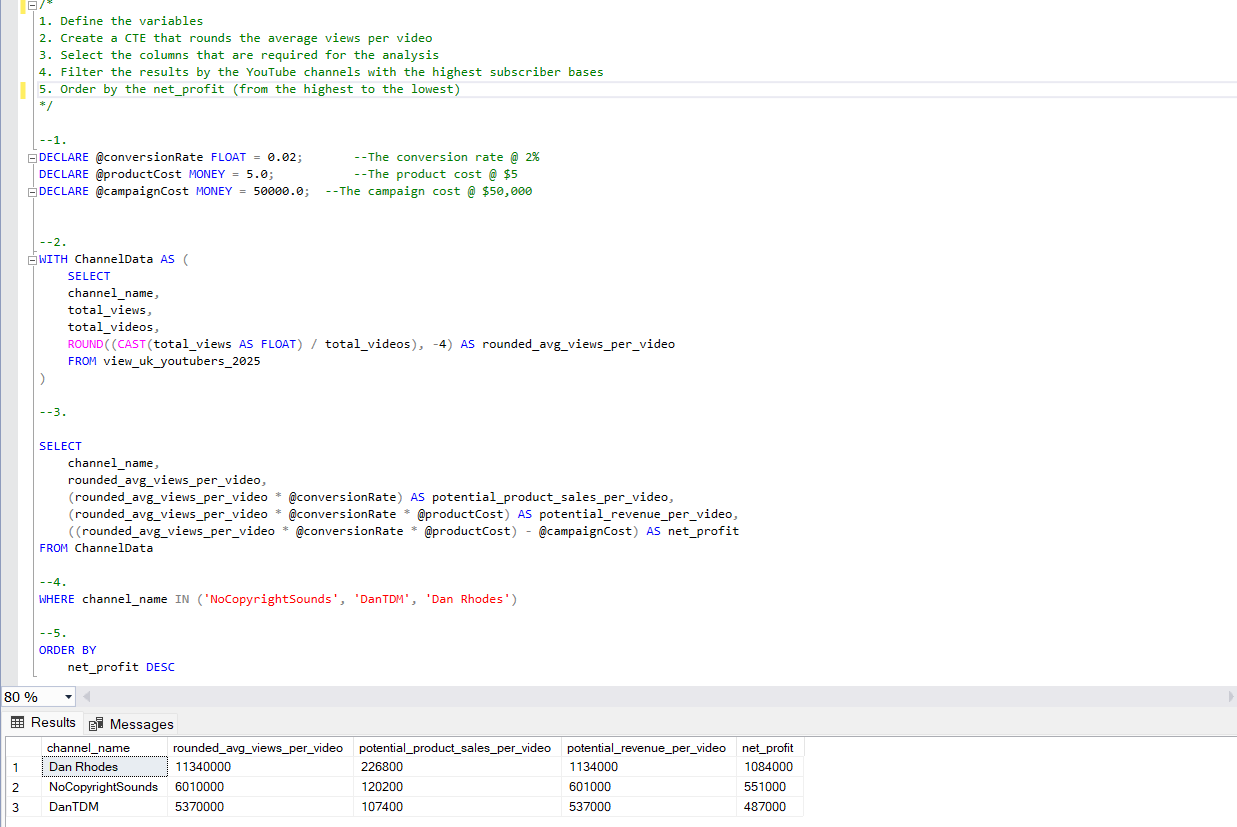 /*
1. Define the variables
2. Create a CTE that rounds the average views per video
3. Select the columns that are required for the analysis
4. Filter the results by the YouTube channels with the highest subscriber bases
5. Order by the net_profit (from the highest to the lowest)
*/
--1.
DECLARE @conversionRate FLOAT = 0.02;       --The conversion rate @ 2%
DECLARE @productCost MONEY = 5.0;           --The product cost @ $5
DECLARE @campaignCost MONEY = 50000.0;  --The campaign cost @ $50,000
--2.
WITH ChannelData AS (
    SELECT
    channel_name,
    total_views,
    total_videos,
    ROUND((CAST(total_views AS FLOAT) / total_videos), -4) AS rounded_avg_views_per_video
    FROM view_uk_youtubers_2025
)
--3.
SELECT
    channel_name,
    rounded_avg_views_per_video,
    (rounded_avg_views_per_video * @conversionRate) AS potential_product_sales_per_video,
    (rounded_avg_views_per_video * @conversionRate * @productCost) AS potential_revenue_per_video,
    ((rounded_avg_views_per_video * @conversionRate * @productCost) - @campaignCost) AS net_profit
FROM ChannelData
--4.
WHERE channel_name IN ('NoCopyrightSounds', 'DanTDM', 'Dan Rhodes')
--5.
ORDER BY
    net_profit DESC
80 %
Results Messages
channel_name rounded_avg_views_per_video potential_product_sales_per_video potential_revenue_per_video net_profit
1 Dan Rhodes 11340000 226800 1134000 1084000
2 NoCopyrightSounds 6010000 120200 601000 551000
3 DanTDM 5370000 107400 537000 487000